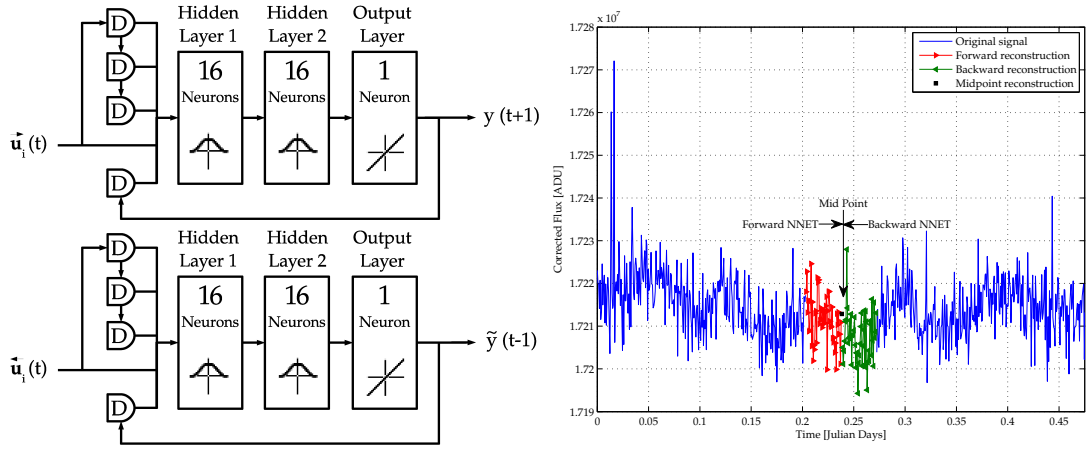 Hidden
Layer 1
Hidden
Layer 2
Output
Layer
D
D
D
D
16
Neurons
16
Neurons
1
Neuron
u⃗i (t)
y (t+1)
Hidden
Layer 1
Hidden
Layer 2
Output
Layer
D
D
D
D
16
Neurons
16
Neurons
1
Neuron
u⃖i (t)
ỹ (t-1)
x 10^7
1.728
1.727
1.726
1.725
1.724
1.723
1.722
1.721
1.72
1.719
Corrected Flux [ADU]
Original signal
Forward reconstruction
Backward reconstruction
Midpoint reconstruction
Mid Point
Forward NNET
Backward NNET
0 0.05 0.1 0.15 0.2 0.25 0.3 0.35 0.4 0.45
Time [Julian Days]